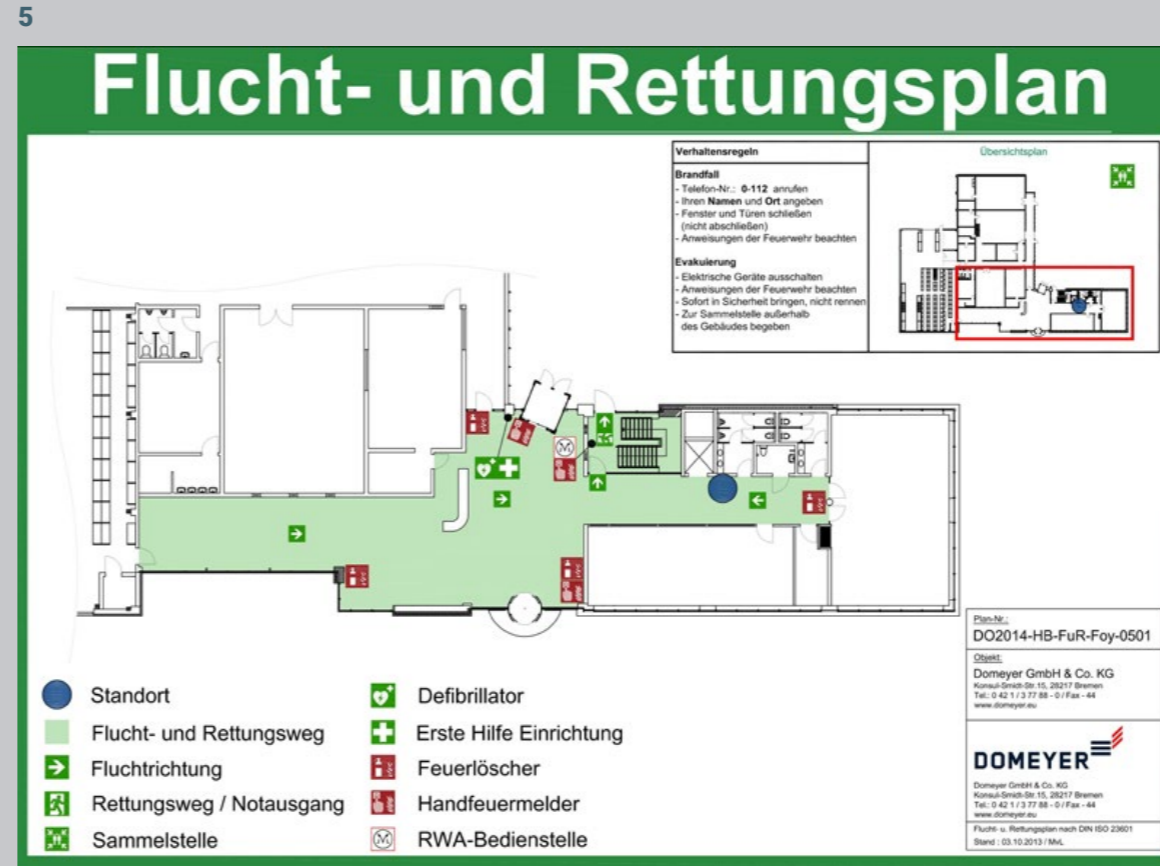 5
Flucht- und Rettungsplan
Verhaltensregeln
Brandfall
- Telefon-Nr.: 0-112 anrufen
- Ihren Namen und Ort angeben
- Fenster und Türen schließen
(nicht abschließen)
- Anweisungen der Feuerwehr beachten
Evakuierung
- Elektrische Geräte ausschalten
- Anweisungen der Feuerwehr beachten
- Sofort in Sicherheit bringen, nicht rennen
- Zur Sammelstelle außerhalb
des Gebäudes begeben
Übersichtsplan
M
Standort
Flucht- und Rettungsweg
Fluchtrichtung
Rettungsweg / Notausgang
Sammelstelle
Defibrillator
Erste Hilfe Einrichtung
Feuerlöscher
Handfeuermelder
M
RWA-Bedienstelle
Plan-Nr.:
DO2014-HB-FuR-Foy-0501
Objekt:
Domeyer GmbH & Co. KG
Konsul-Smidt-Str.15, 28217 Bremen
Tel.: 0 42 1 / 3 77 88 - 0 / Fax - 44
www.domeyer.eu
DOMEYER
Domeyer GmbH & Co. KG
Konsul-Smidt-Str.15, 28217 Bremen
Tel.: 0 42 1 / 3 77 88 - 0 / Fax - 44
www.domeyer.eu
Flucht- u. Rettungsplan nach DIN ISO 23601
Stand : 03.10.2013 / MvL